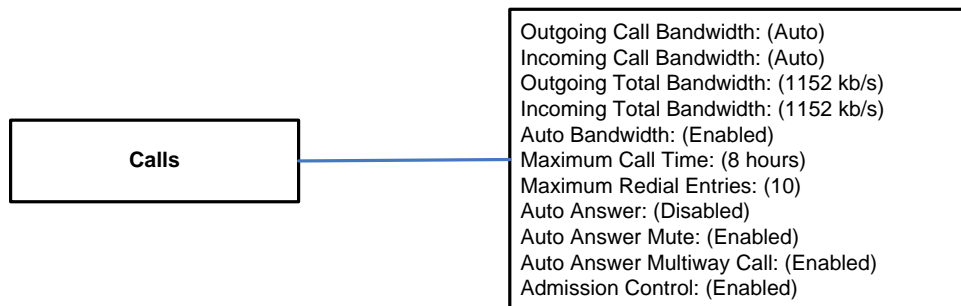 Calls
Outgoing Call Bandwidth: (Auto)
Incoming Call Bandwidth: (Auto)
Outgoing Total Bandwidth: (1152 kb/s)
Incoming Total Bandwidth: (1152 kb/s)
Auto Bandwidth: (Enabled)
Maximum Call Time: (8 hours)
Maximum Redial Entries: (10)
Auto Answer: (Disabled)
Auto Answer Mute: (Enabled)
Auto Answer Multiway Call: (Enabled)
Admission Control: (Enabled)